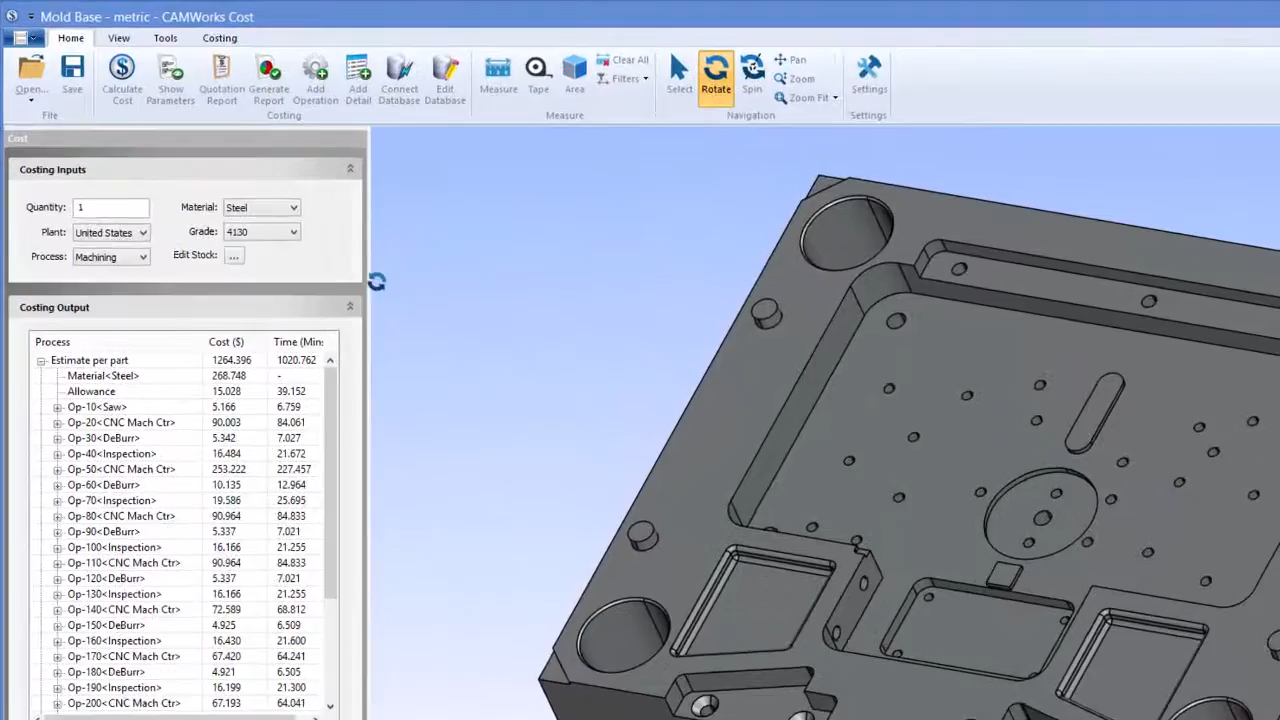 Mold Base - metric - CAMWorks Cost
Home View Tools Costing
Open... Save Calculate Cost Show Parameters Quotation Report Generate Report Add Operation Add Detail Connect Database Edit Database Measure Tape Area Clear All Filters Select Rotate Spin Pan Zoom Zoom Fit Settings
File Costing Measure Navigation Settings
Cost
Costing Inputs
Quantity: 1 Material: Steel
Plant: United States Grade: 4130
Process: Machining Edit Stock: ...
Costing Output
Process Cost ($) Time (Min:
Estimate per part 1264.396 1020.762
Material<Steel> 268.748 -
Allowance 15.028 39.152
Op-10<Saw> 5.166 6.759
Op-20<CNC Mach Ctr> 90.003 84.061
Op-30<DeBurr> 5.342 7.027
Op-40<Inspection> 16.484 21.672
Op-50<CNC Mach Ctr> 253.222 227.457
Op-60<DeBurr> 10.135 12.964
Op-70<Inspection> 19.586 25.695
Op-80<CNC Mach Ctr> 90.964 84.833
Op-90<DeBurr> 5.337 7.021
Op-100<Inspection> 16.166 21.255
Op-110<CNC Mach Ctr> 90.964 84.833
Op-120<DeBurr> 5.337 7.021
Op-130<Inspection> 16.166 21.255
Op-140<CNC Mach Ctr> 72.589 68.812
Op-150<DeBurr> 4.925 6.509
Op-160<Inspection> 16.430 21.600
Op-170<CNC Mach Ctr> 67.420 64.241
Op-180<DeBurr> 4.921 6.505
Op-190<Inspection> 16.199 21.300
Op-200<CNC Mach Ctr> 67.193 64.041